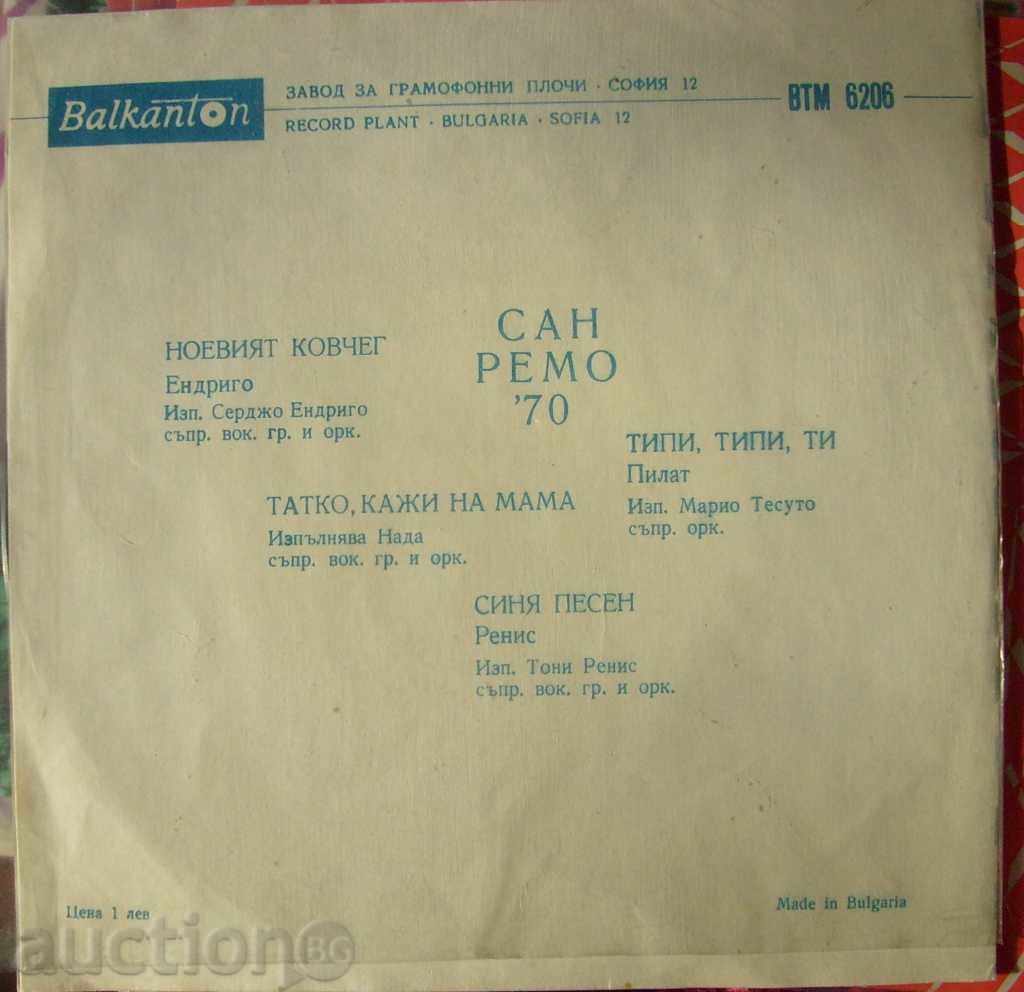 Balkanton
ЗАВОД ЗА ГРАМОФОННИ ПЛОЧИ · СОФИЯ 12
RECORD PLANT · BULGARIA · SOFIA 12
ВТМ 6206
САН
РЕМО
'70
НОЕВИЯТ КОВЧЕГ
Ендриго
Изп. Серджо Ендриго
съпр. вок. гр. и орк.
ТИПИ, ТИПИ, ТИ
Пилат
Изп. Марио Тесуто
съпр. орк.
ТАТКО, КАЖИ НА МАМА
Изпълнява Нада
съпр. вок. гр. и орк.
СИНЯ ПЕСЕН
Ренис
Изп. Тони Ренис
съпр. вок. гр. и орк.
Цена 1 лев
Made in Bulgaria
auction BG